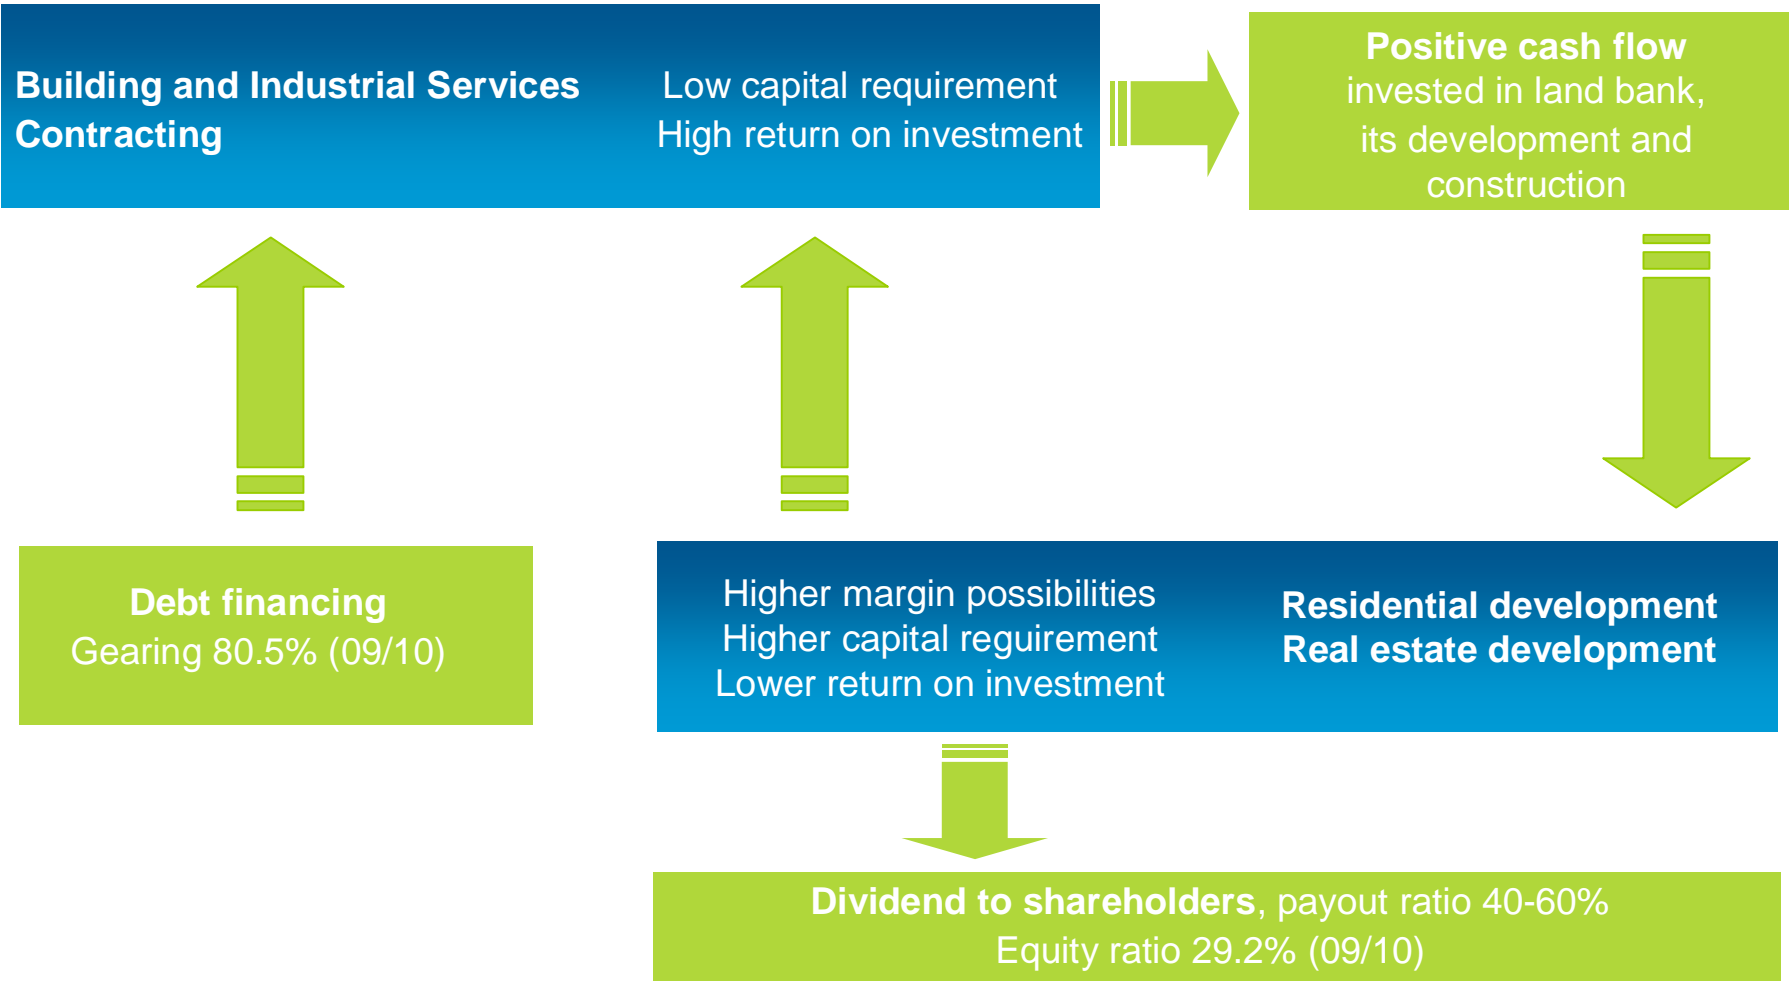 Building and Industrial Services
Contracting
Low capital requirement
High return on investment
Positive cash flow
invested in land bank,
its development and
construction
Debt financing
Gearing 80.5% (09/10)
Higher margin possibilities
Higher capital reguirement
Lower return on investment
Residential development
Real estate development
Dividend to shareholders, payout ratio 40-60%
Equity ratio 29.2% (09/10)